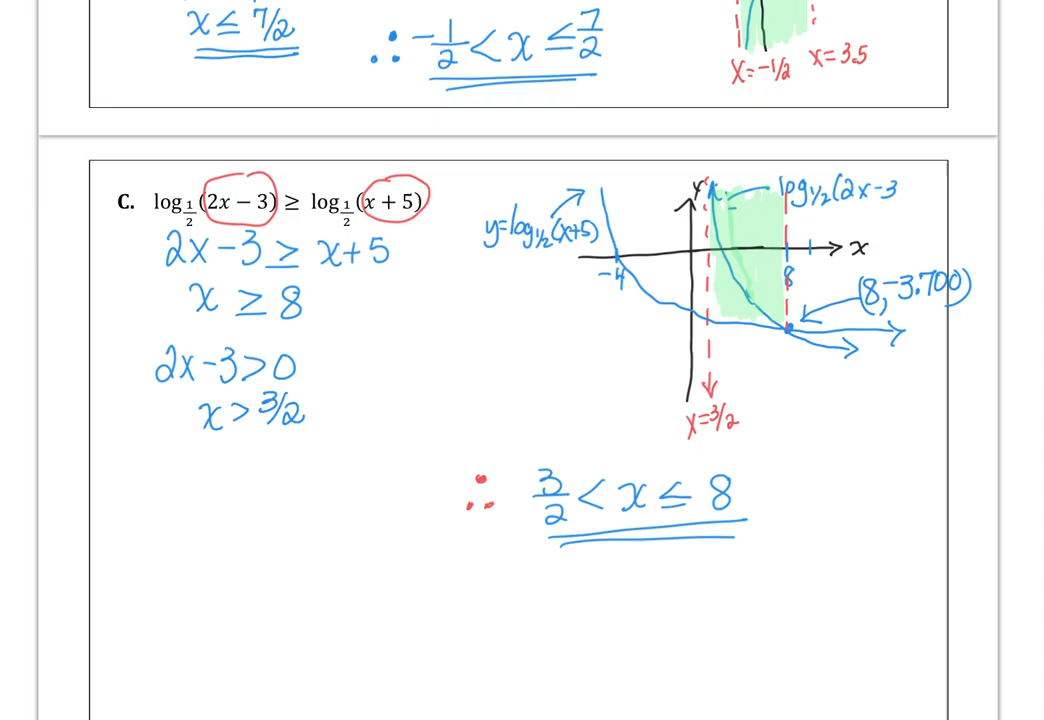 x ≤ 7/2
∴ -1/2 < x ≤ 7/2
x=-1/2
x=3.5
C. log_{1/2}(2x − 3) ≥ log_{1/2}(x + 5)
2x-3 ≥ x+5
x ≥ 8
2x-3>0
x > 3/2
y=log_{1/2}(x+5)
y
log_{1/2}(2x-3
x
-4
8
(8,-3.700)
x=3/2
∴ 3/2 < x ≤ 8